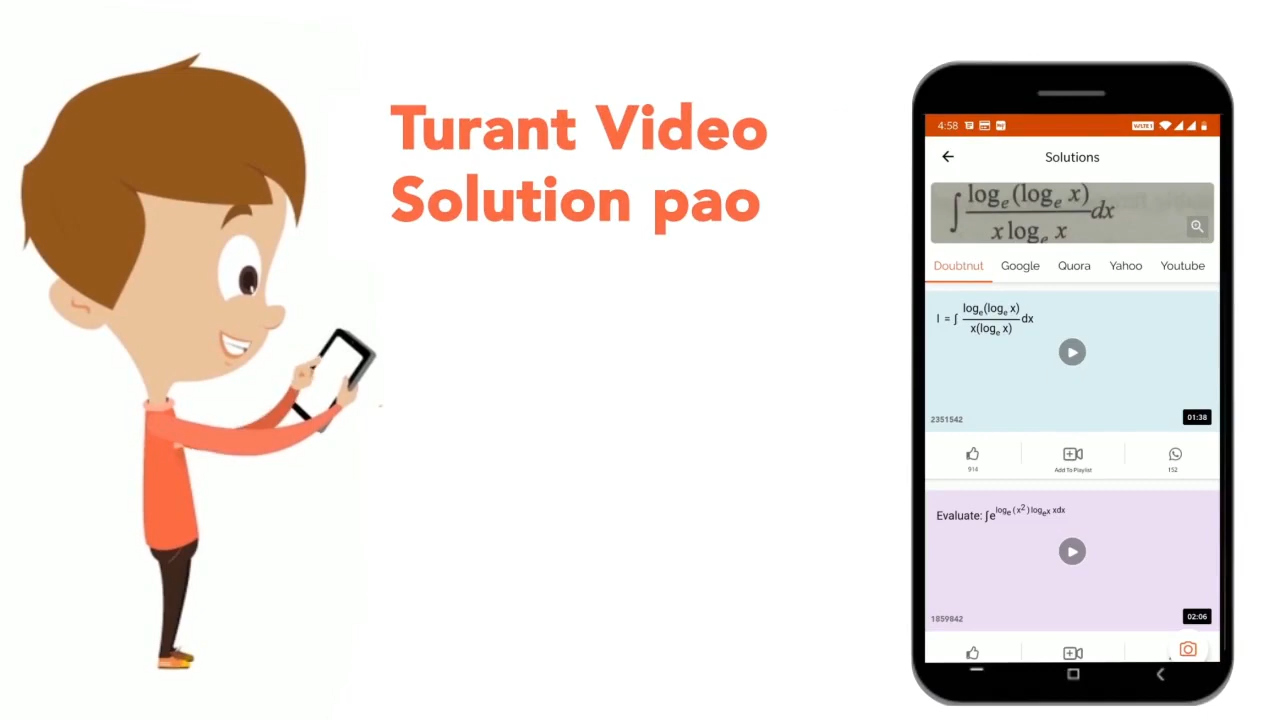 Turant Video
Solution pao
4:58
VoLTE1
Solutions
∫ logₑ(logₑ x) / x logₑ x dx
Doubtnut Google Quora Yahoo Youtube
I = ∫ logₑ(logₑ x) / x(logₑ x) dx
2351542 01:38
914 Add To Playlist 152
Evaluate: ∫e^logₑ(x²)logₑx xdx
1859842 02:06